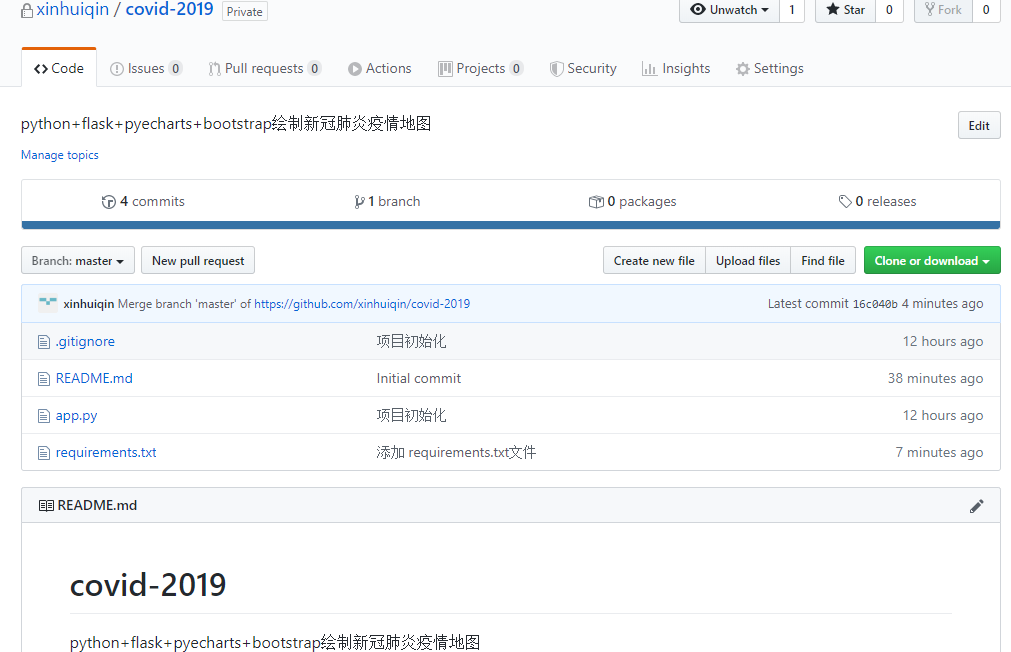 xinhuiqin / covid-2019 Private Unwatch 1 Star 0 Fork 0
Code Issues 0 Pull requests 0 Actions Projects 0 Security Insights Settings
python+flask+pyecharts+bootstrap绘制新冠肺炎疫情地图 Edit
Manage topics
4 commits 1 branch 0 packages 0 releases
Branch: master New pull request Create new file Upload files Find file Clone or download
xinhuiqin Merge branch 'master' of https://github.com/xinhuiqin/covid-2019 Latest commit 16c040b 4 minutes ago
.gitignore 项目初始化 12 hours ago
README.md Initial commit 38 minutes ago
app.py 项目初始化 12 hours ago
requirements.txt 添加 requirements.txt文件 7 minutes ago
README.md
covid-2019
python+flask+pyecharts+bootstrap绘制新冠肺炎疫情地图